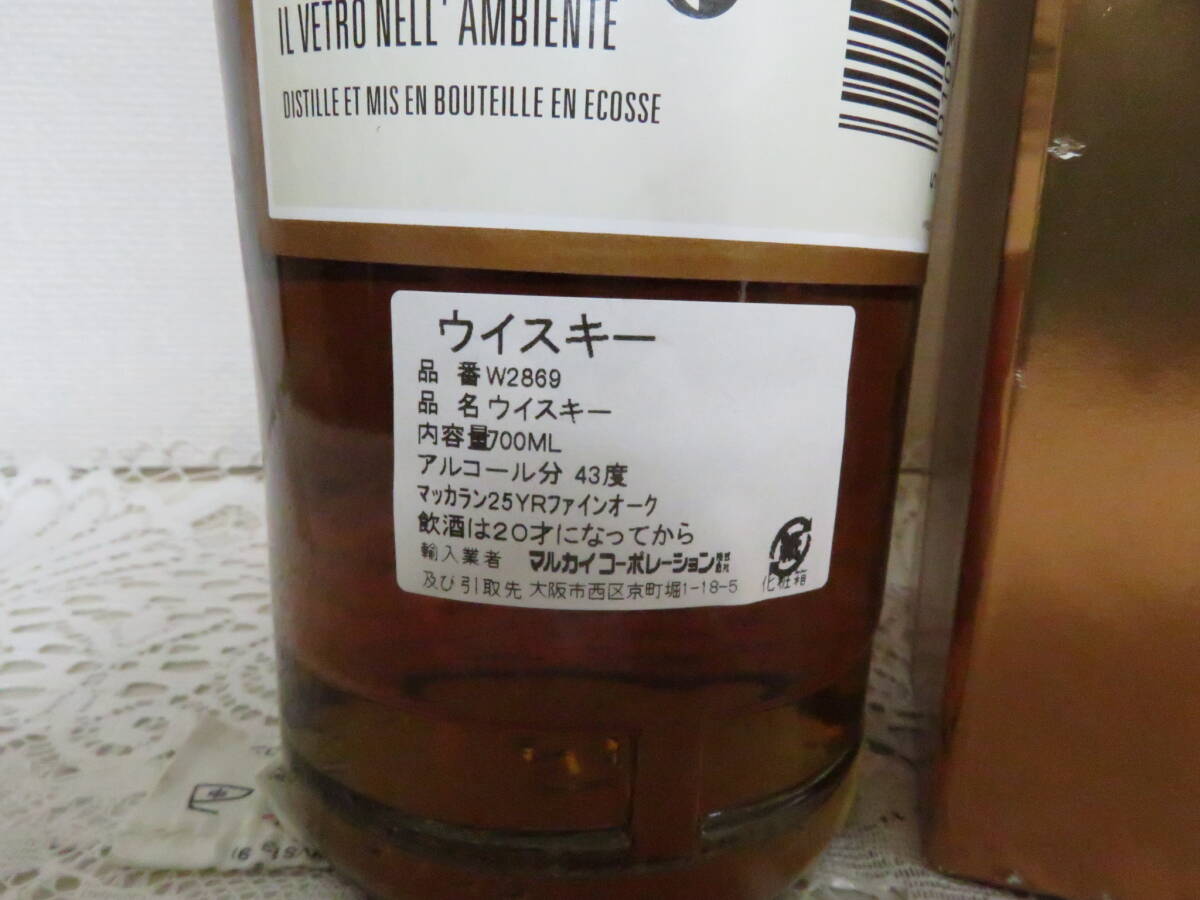 IL VETRO NELL' AMBIENTE
DISTILLE ET MIS EN BOUTEILLE EN ECOSSE
ウイスキー
品 番 W2869
品 名 ウイスキー
内容量700ML
アルコール分 43度
マッカラン25YRファインオーク
飲酒は20才になってから
輸入業者 マルカイコーポレーション株式会社
及び引取先 大阪市西区京町堀1-18-5
紙
化粧箱